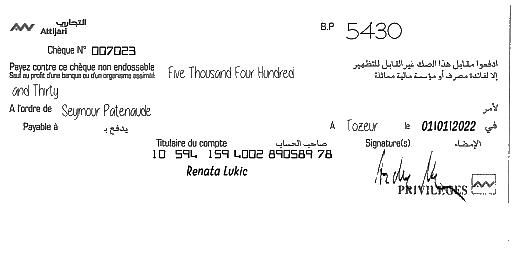 التجاري
Attijari
B.P 5430
Chèque N° 007023
Payez contre ce chèque non endossable
Sauf au profit d'une banque ou d'un organisme assimilé
ادفعوا مقابل هذا الصك غير القابل للتظهير
إلا لفائدة مصرف أو مؤسسة مالية مماثلة
Five Thousand Four Hundred
and Thirty
A l'ordre de Seymour Patenaude لأمر
Payable à يدفع بـ A Tozeur le 01/01/2022 في
Titulaire du compte صاحب الحساب Signature(s) الإمضاء
10 594 159 4002 890589 78
Renata Lukic
PRIVILEGES